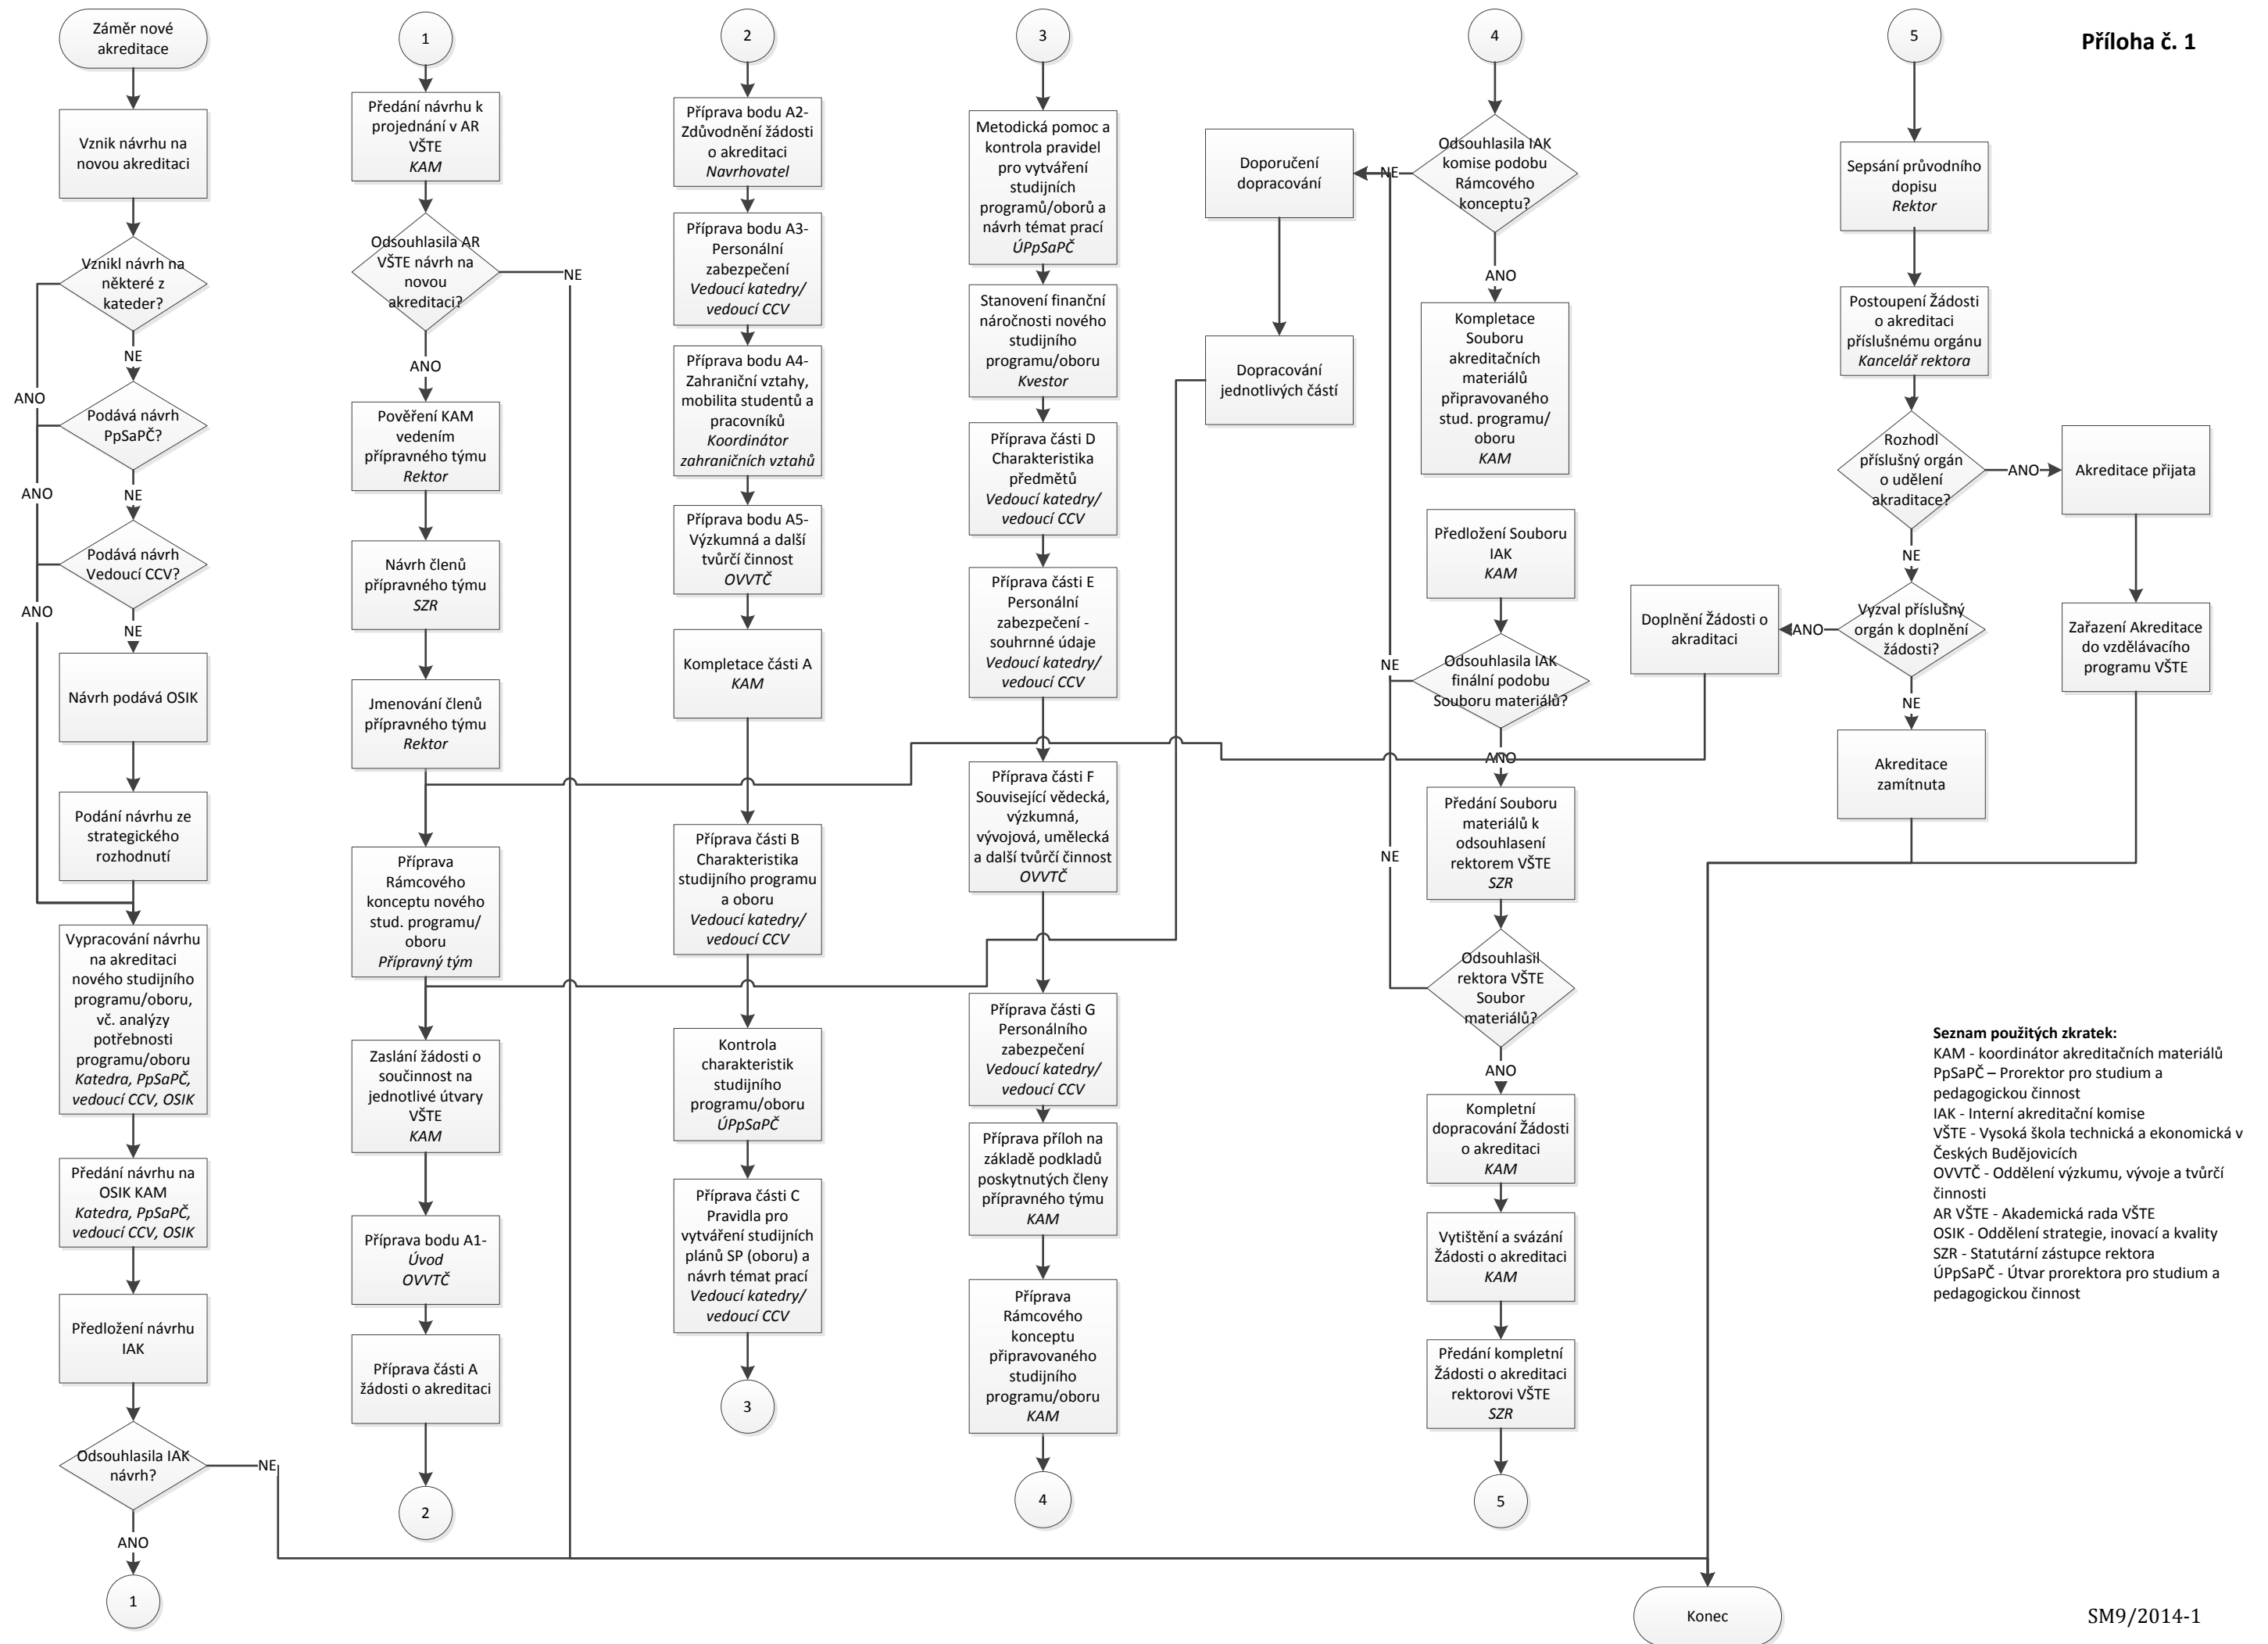 Záměr nové
akreditace
Vznik návrhu na
novou akreditaci
Vznikl návrh na
některé z
kateder?
NE
ANO
Podává návrh
PpSaPČ?
NE
ANO
Podává návrh
Vedoucí CCV?
NE
ANO
Návrh podává OSIK
Podání návrhu ze
strategického
rozhodnutí
Vypracování návrhu
na akreditaci
nového studijního
programu/oboru,
vč. analýzy
potřebnosti
programu/oboru
Katedra, PpSaPČ,
vedoucí CCV, OSIK
Předání návrhu na
OSIK KAM
Katedra, PpSaPČ,
vedoucí CCV, OSIK
Předložení návrhu
IAK
Odsouhlasila IAK
návrh?
NE
ANO
1
1
Předání návrhu k
projednání v AR
VŠTE
KAM
Odsouhlasila AR
VŠTE návrh na
novou
akreditaci?
NE
ANO
Pověření KAM
vedením
přípravného týmu
Rektor
Návrh členů
přípravného týmu
SZR
Jmenování členů
přípravného týmu
Rektor
Příprava
Rámcového
konceptu nového
stud. programu/
oboru
Přípravný tým
Zaslání žádosti o
součinnost na
jednotlivé útvary
VŠTE
KAM
Příprava bodu A1-
Úvod
OVVTČ
Příprava části A
žádosti o akreditaci
2
2
Příprava bodu A2-
Zdůvodnění žádosti
o akreditaci
Navrhovatel
Příprava bodu A3-
Personální
zabezpečení
Vedoucí katedry/
vedoucí CCV
Příprava bodu A4-
Zahraniční vztahy,
mobilita studentů a
pracovníků
Koordinátor
zahraničních vztahů
Příprava bodu A5-
Výzkumná a další
tvůrčí činnost
OVVTČ
Kompletace části A
KAM
Příprava části B
Charakteristika
studijního programu
a oboru
Vedoucí katedry/
vedoucí CCV
Kontrola
charakteristik
studijního
programu/oboru
ÚPpSaPČ
Příprava části C
Pravidla pro
vytváření studijních
plánů SP (oboru) a
návrh témat prací
Vedoucí katedry/
vedoucí CCV
3
3
Metodická pomoc a
kontrola pravidel
pro vytváření
studijních
programů/oborů a
návrh témat prací
ÚPpSaPČ
Stanovení finanční
náročnosti nového
studijního
programu/oboru
Kvestor
Příprava části D
Charakteristika
předmětů
Vedoucí katedry/
vedoucí CCV
Příprava části E
Personální
zabezpečení -
souhrnné údaje
Vedoucí katedry/
vedoucí CCV
Příprava části F
Související vědecká,
výzkumná,
vývojová, umělecká
a další tvůrčí činnost
OVVTČ
Příprava části G
Personálního
zabezpečení
Vedoucí katedry/
vedoucí CCV
Příprava příloh na
základě podkladů
poskytnutých členy
přípravného týmu
KAM
Příprava
Rámcového
konceptu
připravovaného
studijního
programu/oboru
KAM
4
Doporučení
dopracování
Dopracování
jednotlivých částí
4
Odsouhlasila IAK
komise podobu
Rámcového
konceptu?
NE
ANO
Kompletace
Souboru
akreditačních
materiálů
připravovaného
stud. programu/
oboru
KAM
Předložení Souboru
IAK
KAM
Odsouhlasila IAK
finální podobu
Souboru materiálů?
NE
ANO
Předání Souboru
materiálů k
odsouhlasení
rektorem VŠTE
SZR
Odsouhlasil
rektora VŠTE
Soubor
materiálů?
NE
ANO
Kompletní
dopracování Žádosti
o akreditaci
KAM
Vytištění a svázání
Žádosti o akreditaci
KAM
Předání kompletní
Žádosti o akreditaci
rektorovi VŠTE
SZR
5
5
Sepsání průvodního
dopisu
Rektor
Postoupení Žádosti
o akreditaci
příslušnému orgánu
Kancelář rektora
Rozhodl
příslušný orgán
o udělení
akraditace?
ANO
NE
Akreditace přijata
Zařazení Akreditace
do vzdělávacího
programu VŠTE
Vyzval příslušný
orgán k doplnění
žádosti?
ANO
NE
Doplnění Žádosti o
akraditaci
Akreditace
zamítnuta
Konec
Příloha č. 1
Seznam použitých zkratek:
KAM - koordinátor akreditačních materiálů
PpSaPČ – Prorektor pro studium a
pedagogickou činnost
IAK - Interní akreditační komise
VŠTE - Vysoká škola technická a ekonomická v
Českých Budějovicích
OVVTČ - Oddělení výzkumu, vývoje a tvůrčí
činnosti
AR VŠTE - Akademická rada VŠTE
OSIK - Oddělení strategie, inovací a kvality
SZR - Statutární zástupce rektora
ÚPpSaPČ - Útvar prorektora pro studium a
pedagogickou činnost
SM9/2014-1